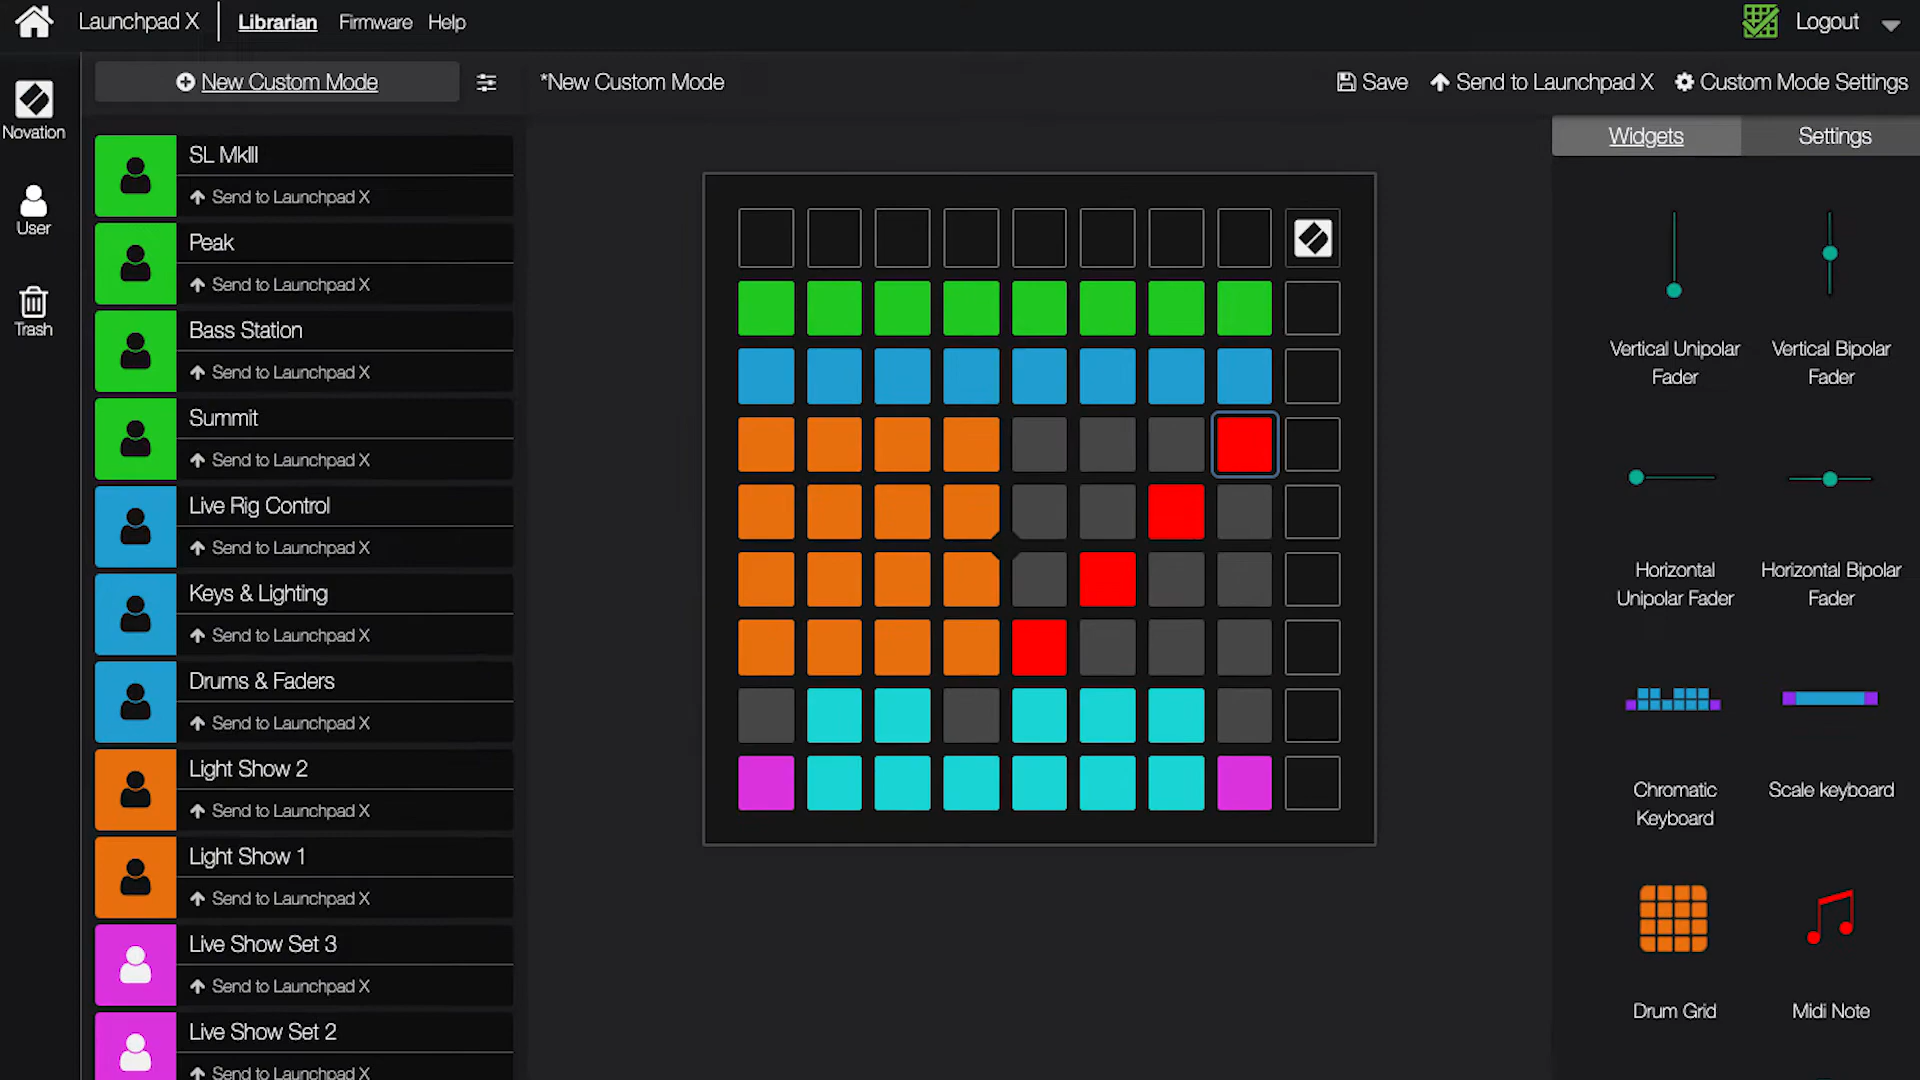 Launchpad X
Librarian
Firmware
Help
Logout
New Custom Mode
*New Custom Mode
Save
Send to Launchpad X
Custom Mode Settings
Novation
User
Trash
SL MkIII
Send to Launchpad X
Peak
Send to Launchpad X
Bass Station
Send to Launchpad X
Summit
Send to Launchpad X
Live Rig Control
Send to Launchpad X
Keys & Lighting
Send to Launchpad X
Drums & Faders
Send to Launchpad X
Light Show 2
Send to Launchpad X
Light Show 1
Send to Launchpad X
Live Show Set 3
Send to Launchpad X
Live Show Set 2
Send to Launchpad X
Widgets
Settings
Vertical Unipolar
Fader
Vertical Bipolar
Fader
Horizontal
Unipolar Fader
Horizontal Bipolar
Fader
Chromatic
Keyboard
Scale keyboard
Drum Grid
Midi Note